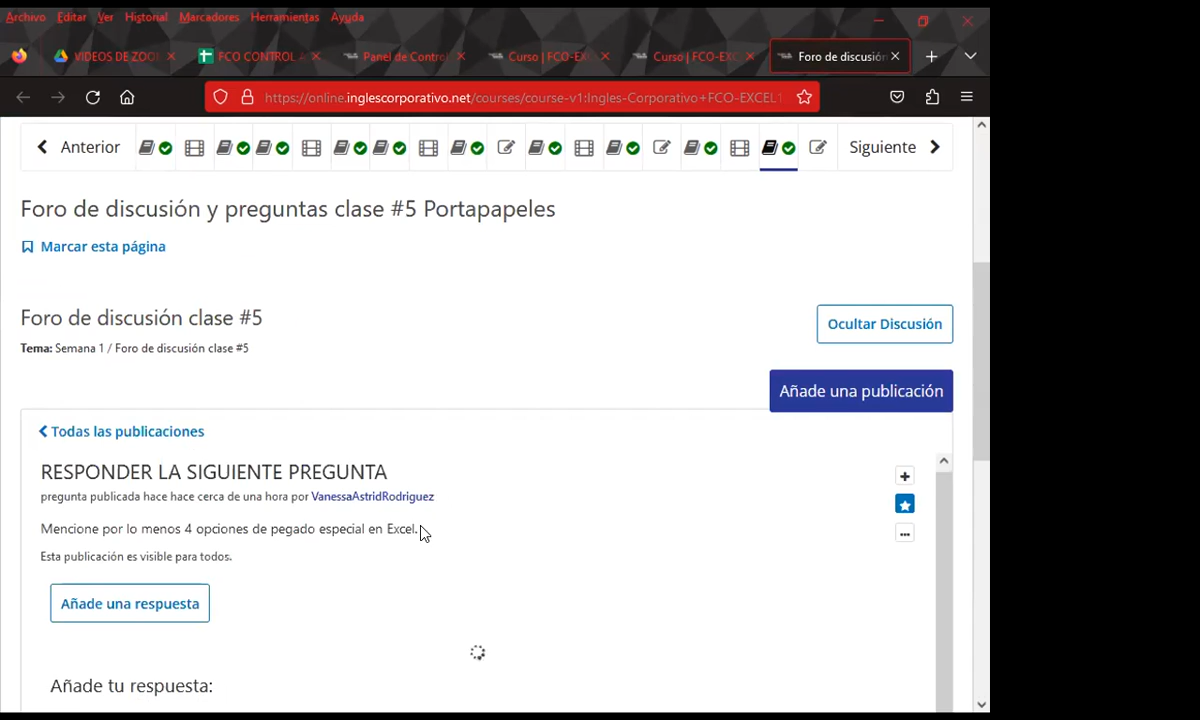 Archivo Editar Ver Historial Marcadores Herramientas Ayuda
VIDEOS DE ZOO FCO CONTROL Panel de Contro Curso | FCO-EX Curso | FCO-EX Foro de discusión
https://online.inglescorporativo.net/courses/course-v1:Ingles-Corporativo+FCO-EXCEL1
Anterior Siguiente
Foro de discusión y preguntas clase #5 Portapapeles
Marcar esta página
Foro de discusión clase #5
Ocultar Discusión
Tema: Semana 1 / Foro de discusión clase #5
Añade una publicación
Todas las publicaciones
RESPONDER LA SIGUIENTE PREGUNTA
pregunta publicada hace hace cerca de una hora por VanessaAstridRodriguez
Mencione por lo menos 4 opciones de pegado especial en Excel.
Esta publicación es visible para todos.
Añade una respuesta
Añade tu respuesta: